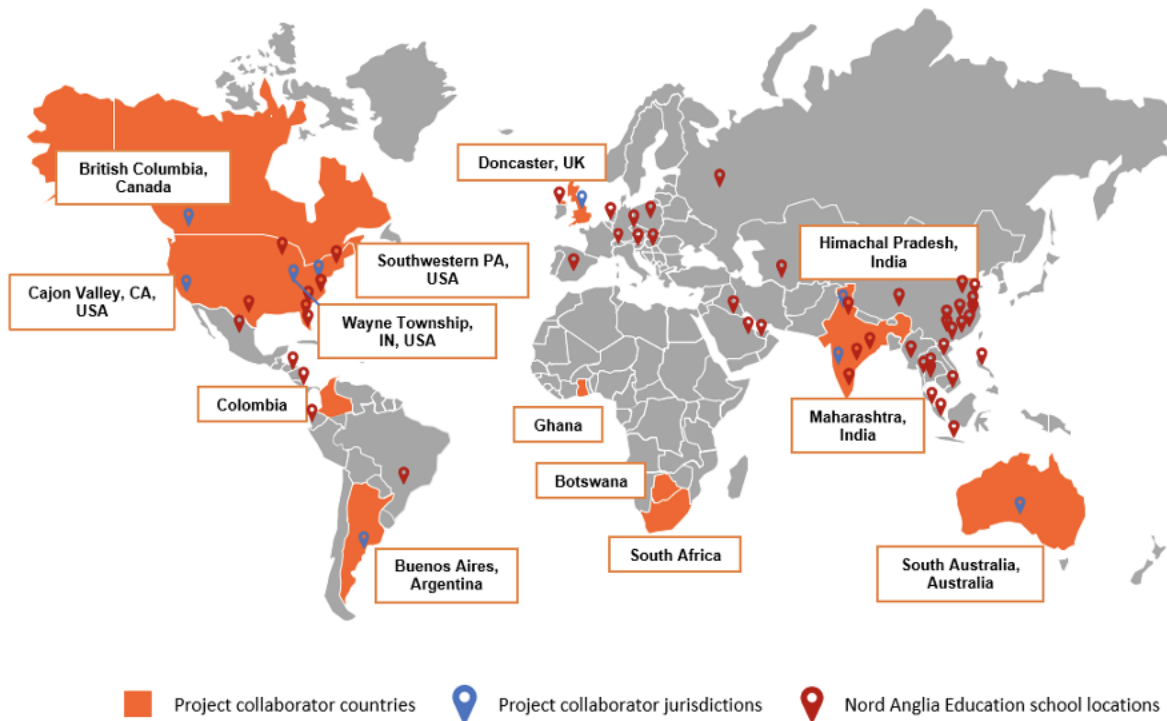 British Columbia,
Canada
Doncaster, UK
Himachal Pradesh,
India
Southwestern PA,
USA
Cajon Valley, CA,
USA
Wayne Township,
IN, USA
Colombia
Ghana
Maharashtra,
India
Botswana
South Africa
Buenos Aires,
Argentina
South Australia,
Australia
Project collaborator countries
Project collaborator jurisdictions
Nord Anglia Education school locations